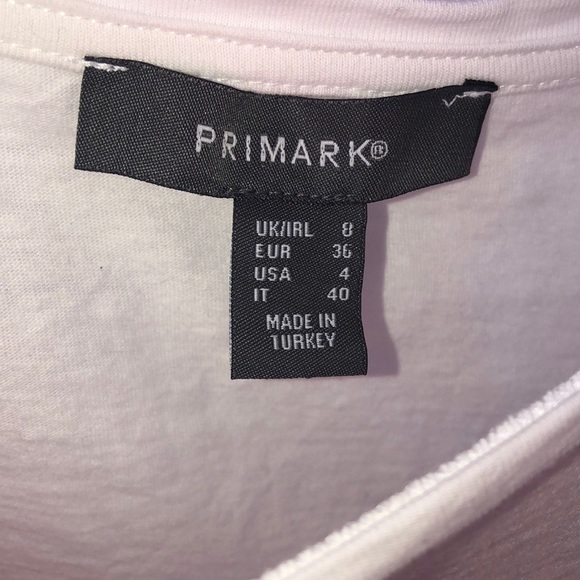 PRIMARK®
UK/IRL 8
EUR 36
USA 4
IT 40
MADE IN
TURKEY